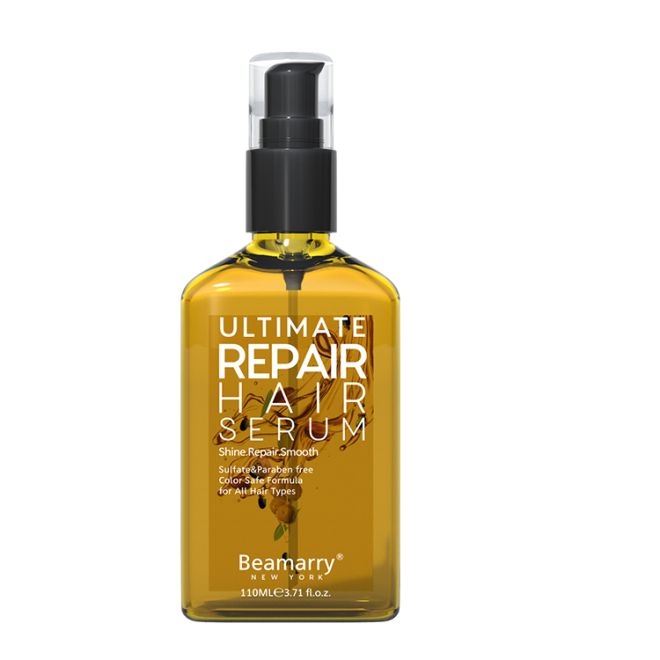 ULTIMATE
REPAIR
HAIR
SERUM
Shine.Repair.Smooth
Sulfate&Paraben free
Color Safe Formula
for All Hair Types
Beamarry®
NEW YORK
110ML℮3.71 fl.o.z.